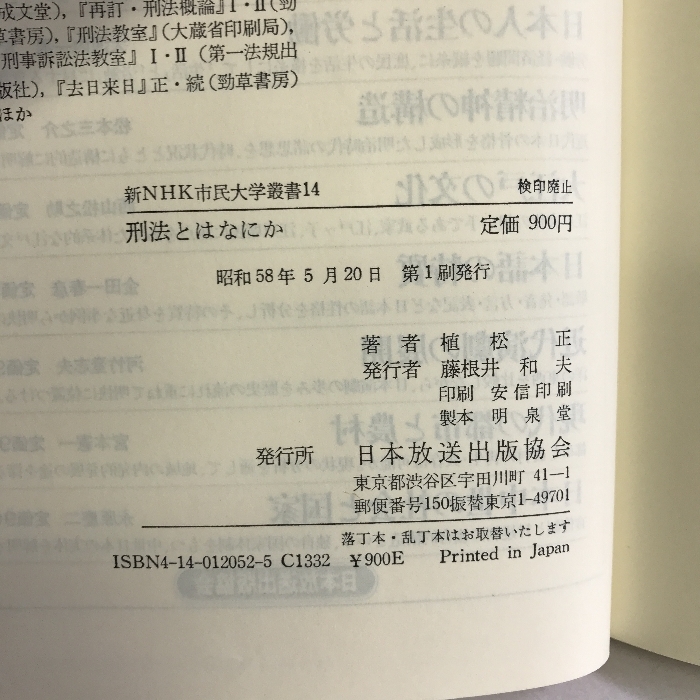 成文堂),『再訂・刑法概論』I・II(勁
草書房),『刑法教室』(大蔵省印刷局),
刑事訴訟法教室』I・II (第一法規出
版社),『去日来日』正・続(勁草書房)
ほか
新NHK市民大学叢書14
検印廃止
刑法とはなにか
定価 900円
昭和58年5月20日 第1刷発行
著者 植松 正
発行者 藤根井 和夫
印刷 安信印刷
製本 明泉堂
発行所 日本放送出版協会
東京都渋谷区宇田川町 41-1
郵便番号150振替東京1-49701
落丁本・乱丁本はお取替いたします
ISBN4-14-012052-5 C1332 ¥900E Printed in Japan